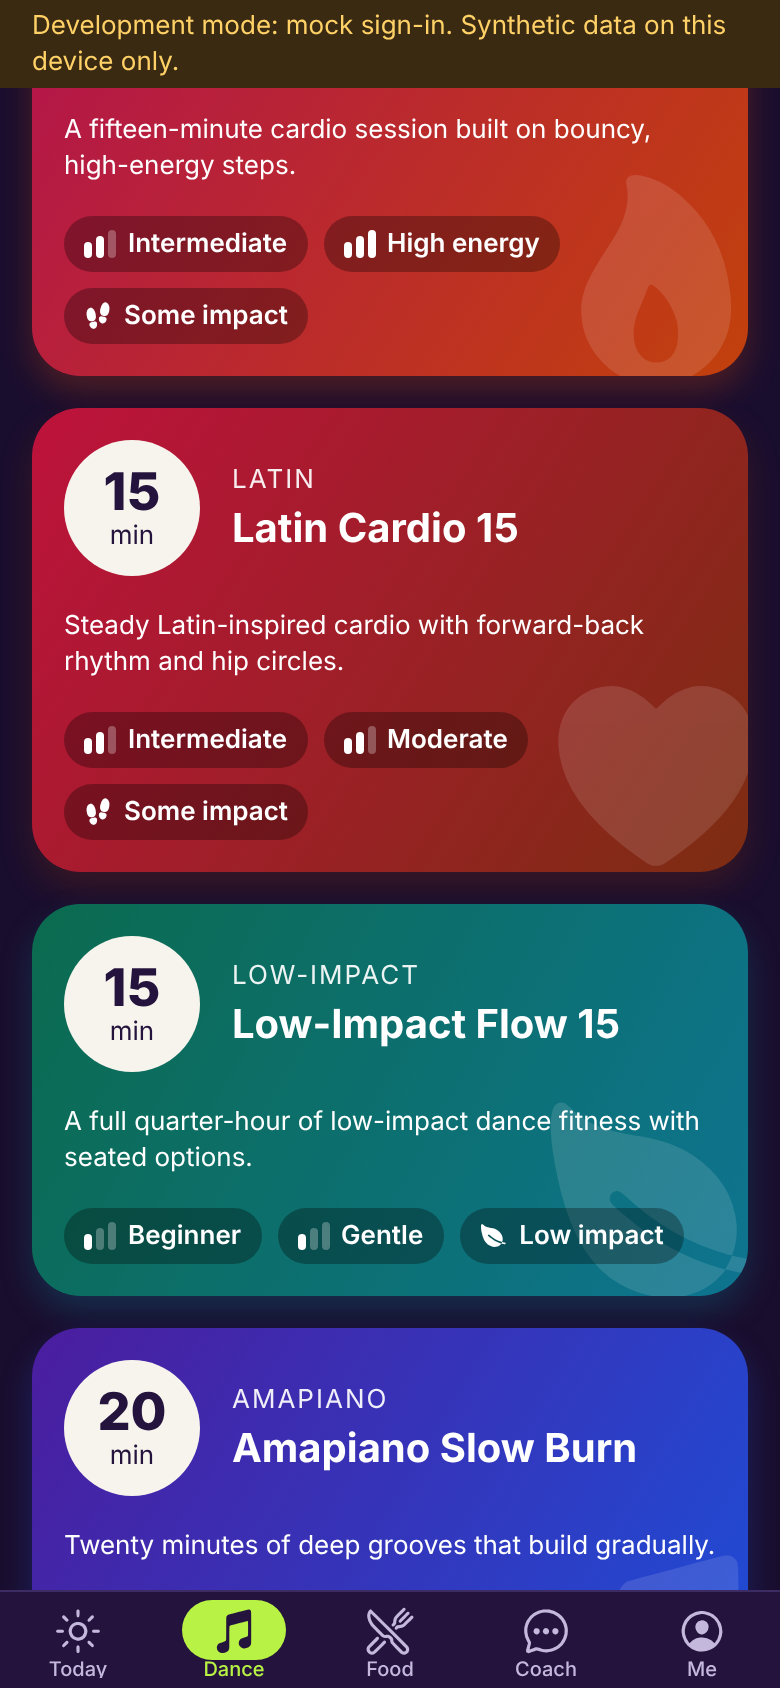 Development mode: mock sign-in. Synthetic data on this
device only.
A fifteen-minute cardio session built on bouncy,
high-energy steps.
Intermediate
High energy
Some impact
15
min
LATIN
Latin Cardio 15
Steady Latin-inspired cardio with forward-back
rhythm and hip circles.
Intermediate
Moderate
Some impact
15
min
LOW-IMPACT
Low-Impact Flow 15
A full quarter-hour of low-impact dance fitness with
seated options.
Beginner
Gentle
Low impact
20
min
AMAPIANO
Amapiano Slow Burn
Twenty minutes of deep grooves that build gradually.
Today
Dance
Food
Coach
Me